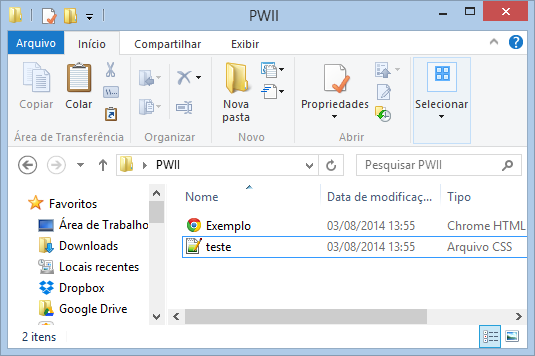 PWII
Arquivo Início Compartilhar Exibir
Copiar Colar Nova pasta Propriedades Selecionar
Área de Transferência Organizar Novo Abrir
PWII Pesquisar PWII
Favoritos
Área de Trabalho
Downloads
Locais recentes
Dropbox
Google Drive
Nome Data de modificaç... Tipo
Exemplo 03/08/2014 13:55 Chrome HTML
teste 03/08/2014 13:55 Arquivo CSS
2 itens